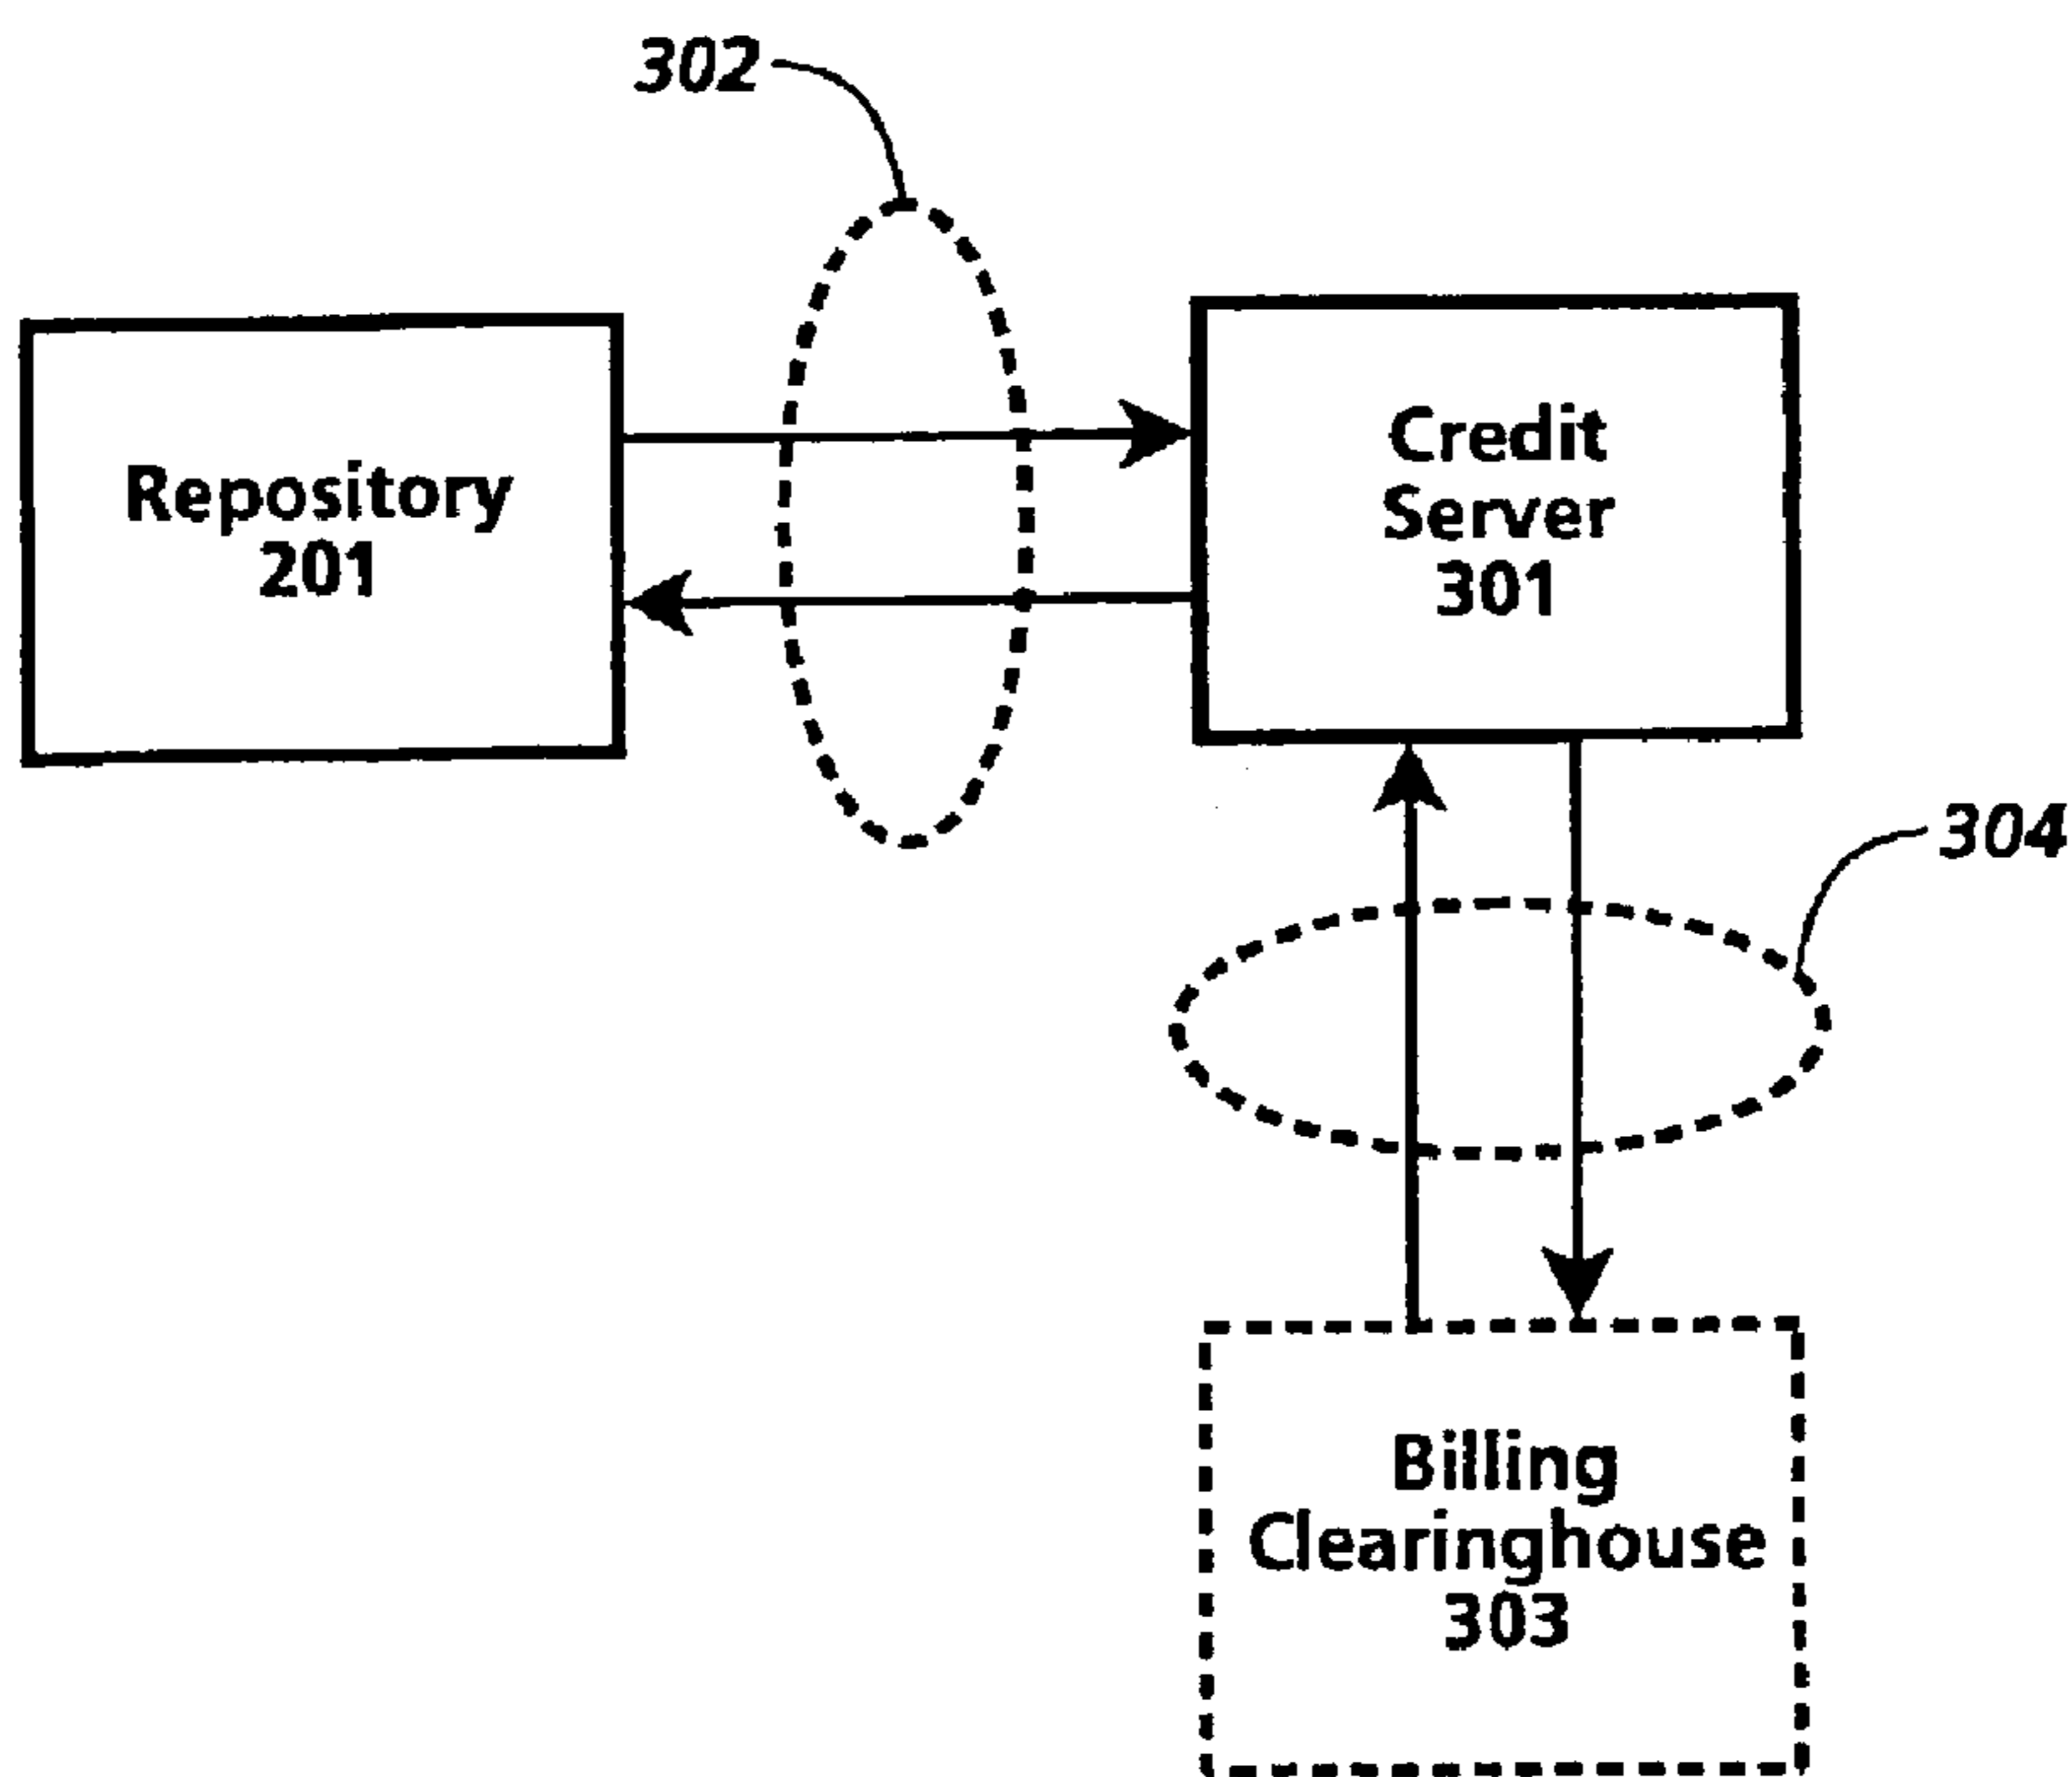 302
Repository
201
Credit
Server
301
304
Billing
Clearinghouse
303